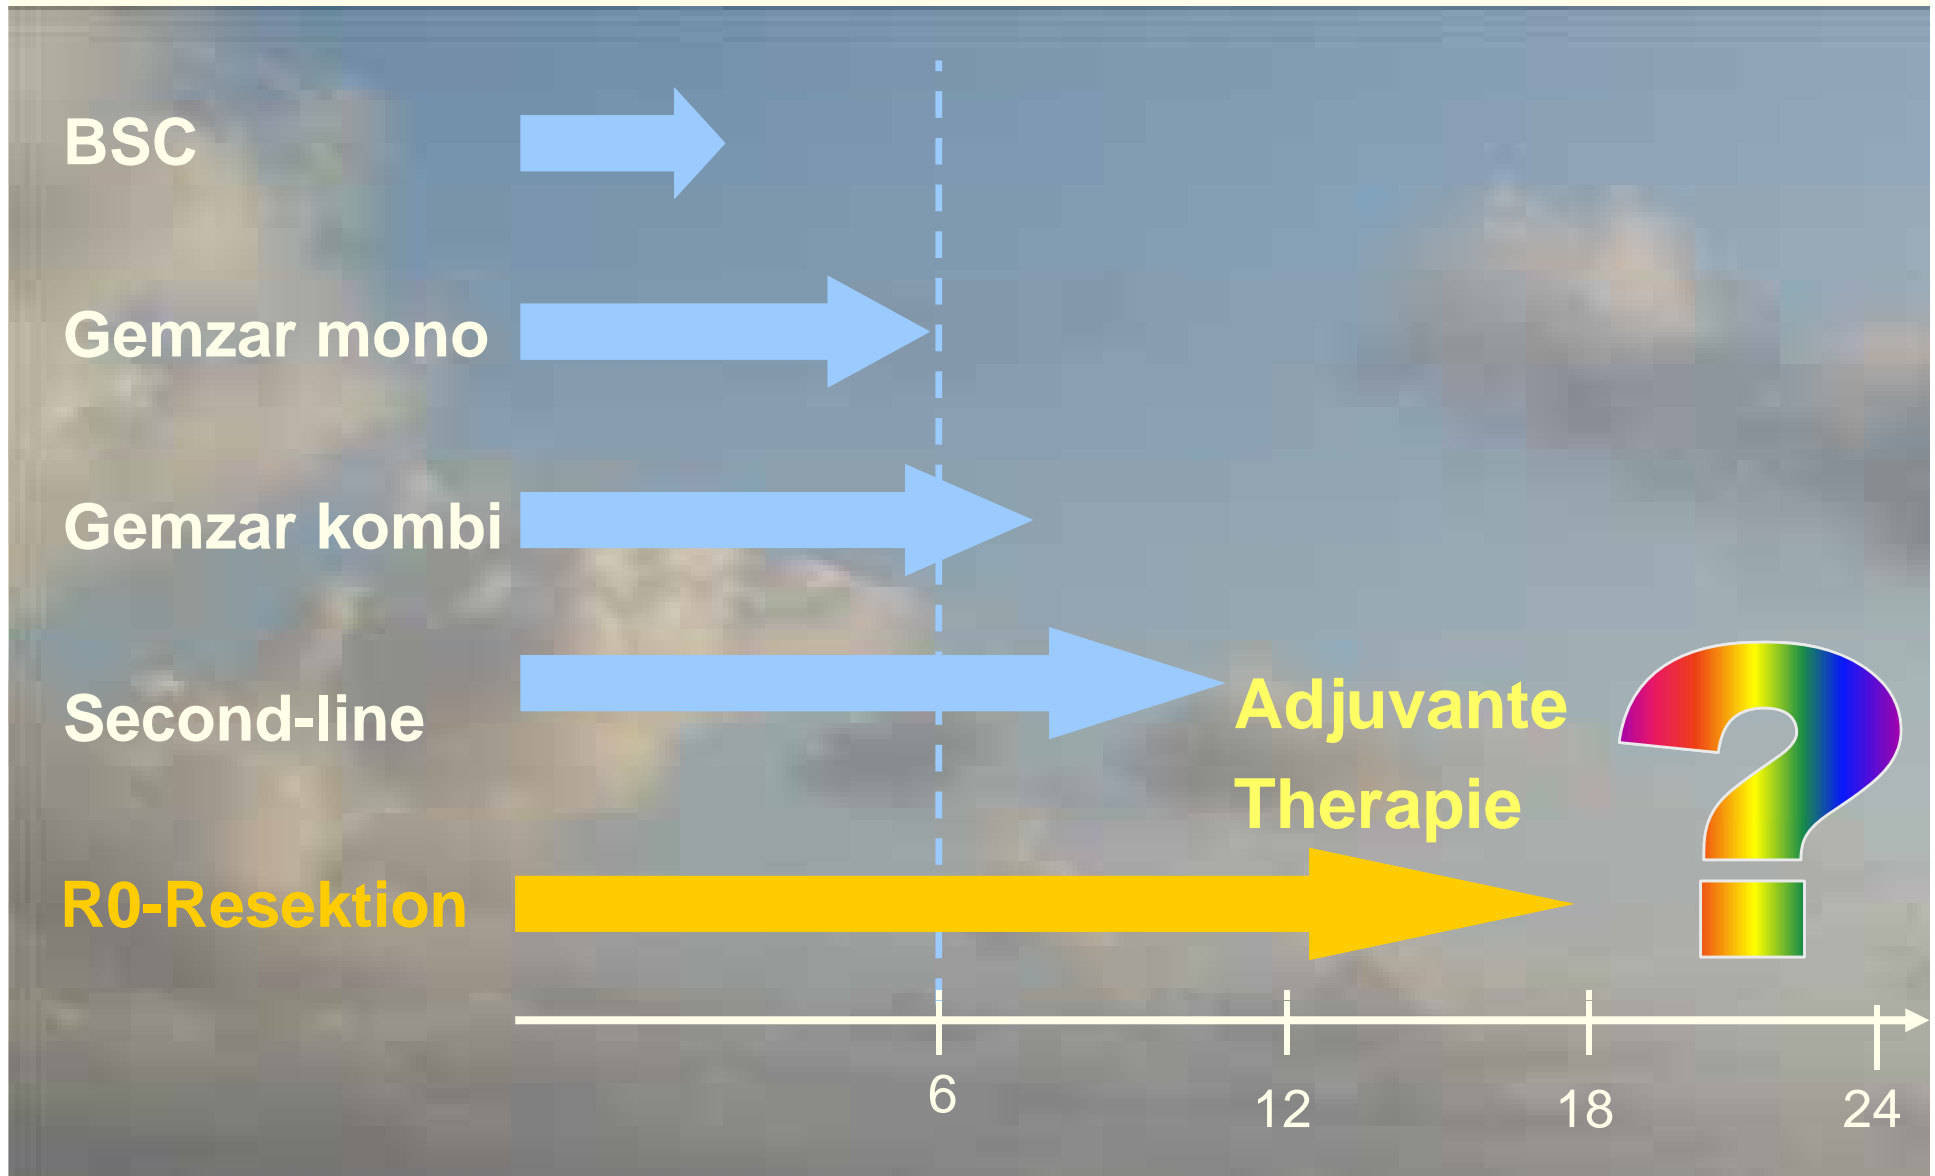 BSC
Gemzar mono
Gemzar kombi
Second-line
Adjuvante
Therapie
?
R0-Resektion
6
12
18
24